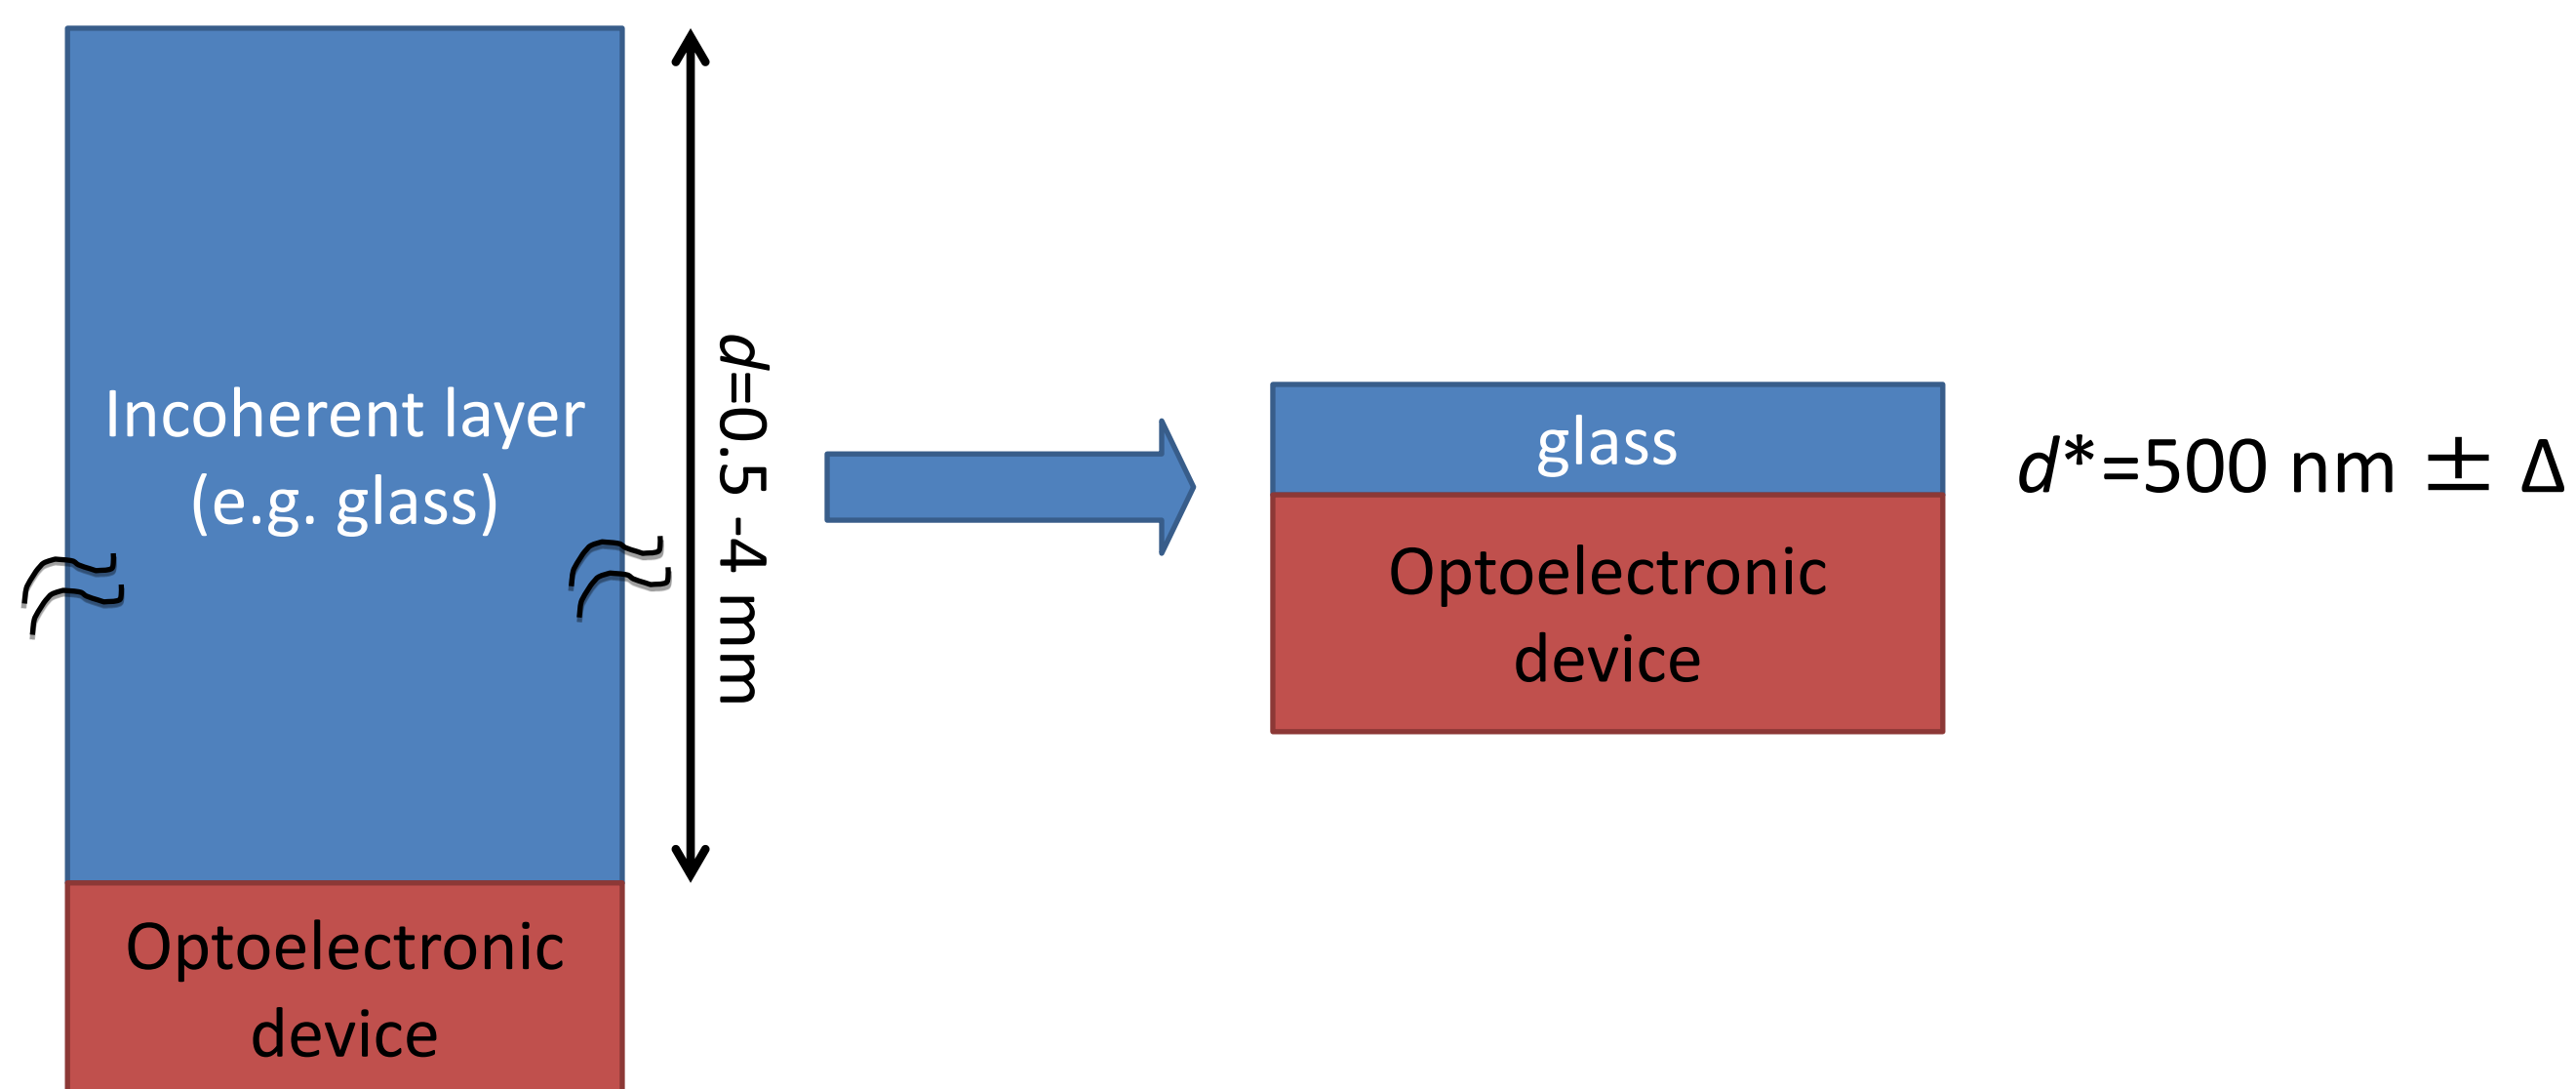 Incoherent layer
(e.g. glass)
d=0.5 -4 mm
Optoelectronic
device
glass
Optoelectronic
device
d*=500 nm ± Δ